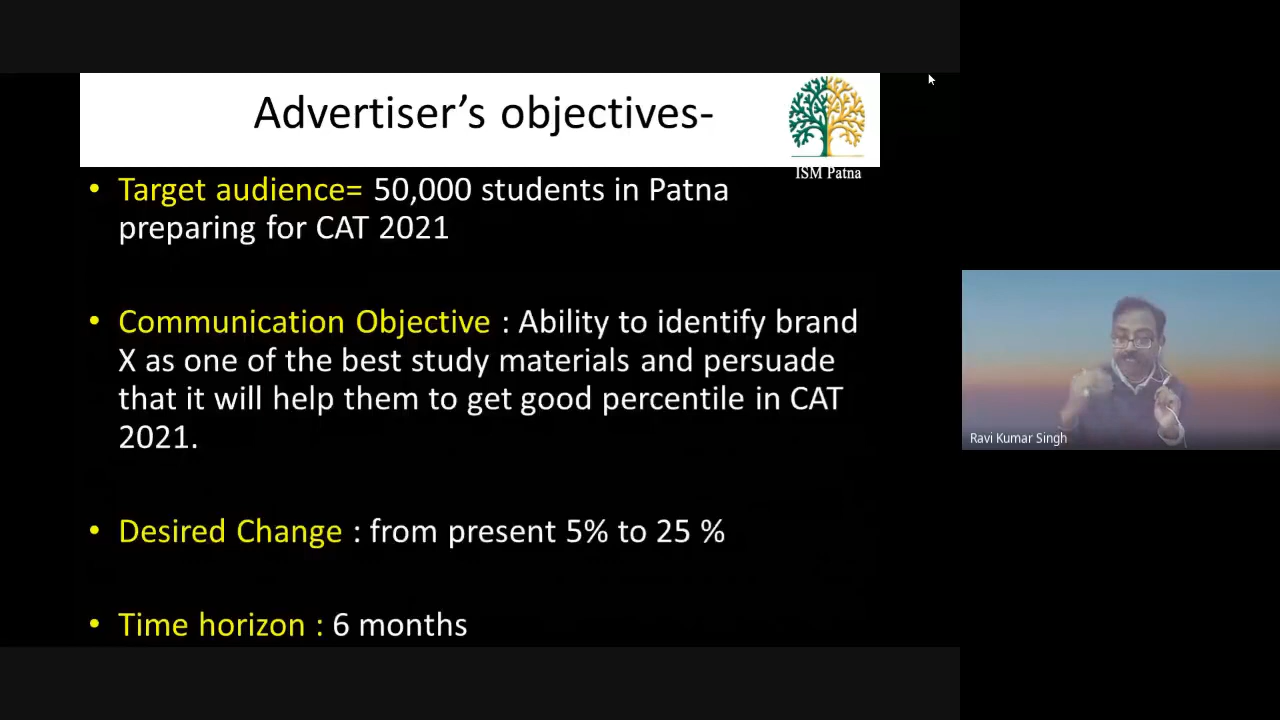 Advertiser’s objectives-
ISM Patna
• Target audience= 50,000 students in Patna
preparing for CAT 2021
• Communication Objective : Ability to identify brand
X as one of the best study materials and persuade
that it will help them to get good percentile in CAT
2021.
• Desired Change : from present 5% to 25 %
• Time horizon : 6 months
Ravi Kumar Singh